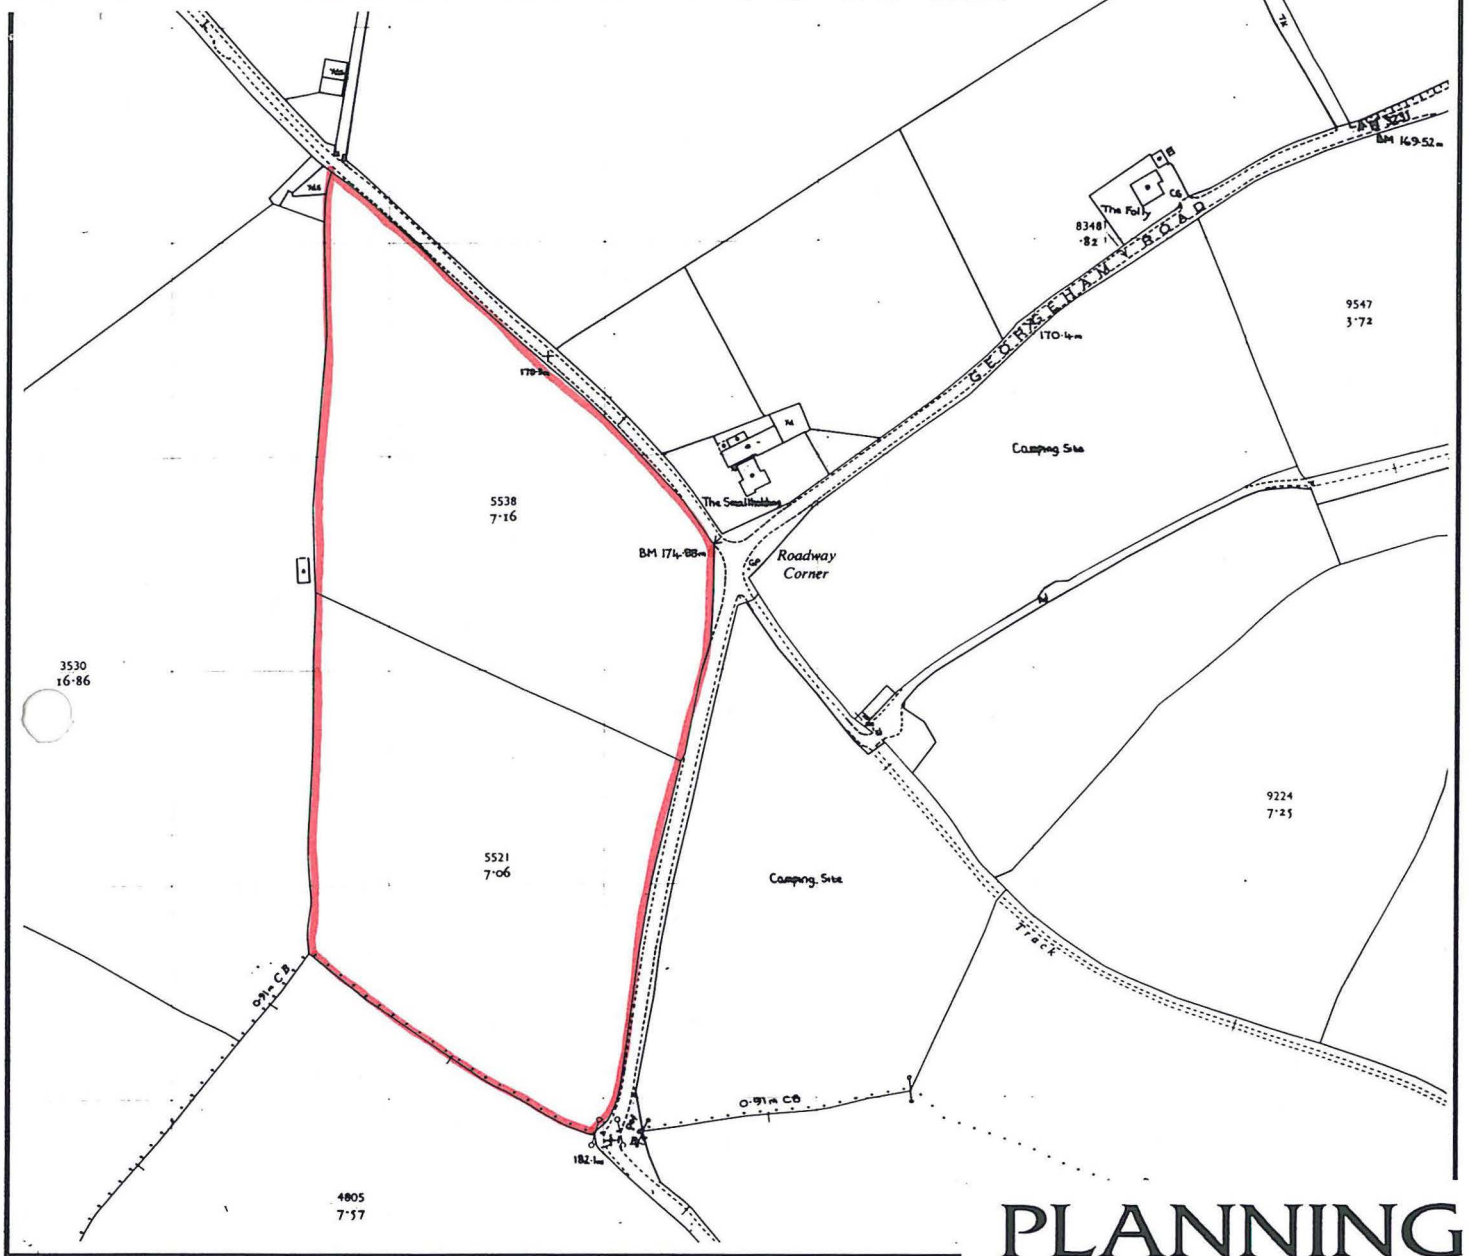 BM 169·52m
The Folly
8348
·82
GEORGEHAM ROAD
170·4m
9547
3·72
Camping Site
5538
7·16
The Smallholding
BM 174·88m
GP
Roadway
Corner
3530
16·86
9224
7·25
5521
7·06
Camping Site
Track
0·91m CB
0·91m CB
182·1m
4805
7·57
PLANNING